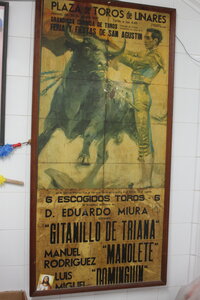 PLAZA DE TOROS DE LINARES
GRANDIOSA CORRIDA DE TOROS
FERIA Y FIESTAS DE SAN AGUSTIN
6 ESCOGIDOS TOROS 6
D. EDUARDO MIURA
"GITANILLO DE TRIANA"
MANUEL RODRIGUEZ "MANOLETE"
LUIS MIGUEL "DOMINGUIN"